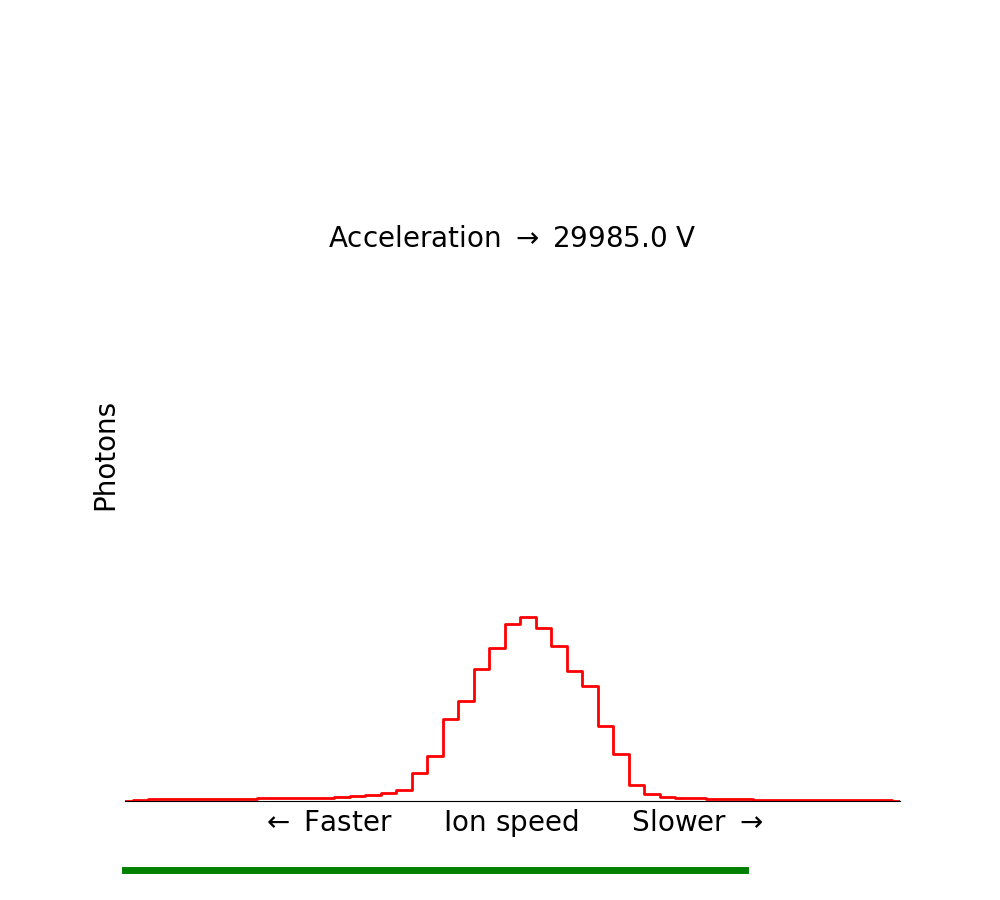 Acceleration → 29985.0 V
Photons
← Faster Ion speed Slower →